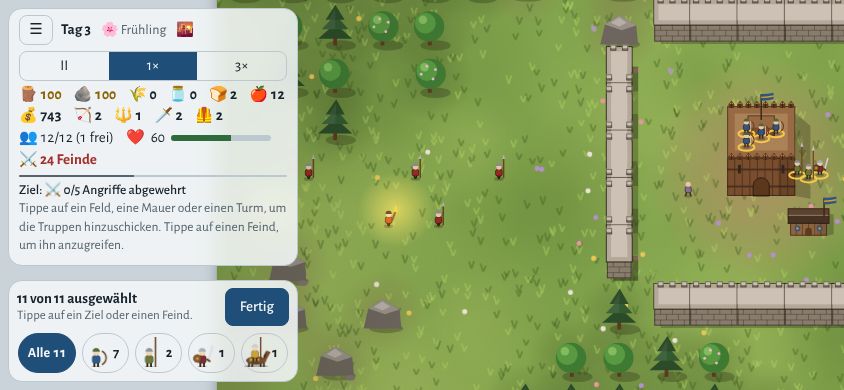 ☰ Tag 3 🌸 Frühling
II 1× 3×
100 100 0 0 2 12
743 2 1 2 2
12/12 (1 frei) 60
24 Feinde
Ziel: ⚔️ 0/5 Angriffe abgewehrt
Tippe auf ein Feld, eine Mauer oder einen Turm, um
die Truppen hinzuschicken. Tippe auf einen Feind,
um ihn anzugreifen.
11 von 11 ausgewählt
Tippe auf ein Ziel oder einen Feind.
Fertig
Alle 11 7 2 1 1